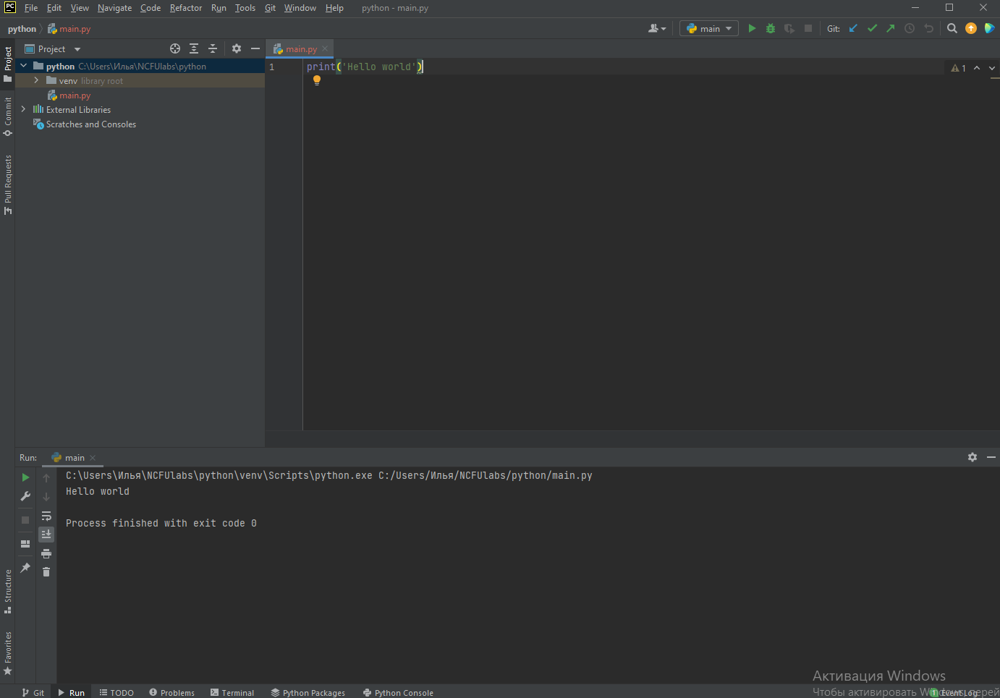 PC File Edit View Navigate Code Refactor Run Tools Git Window Help python - main.py
python main.py main Git:
Project main.py
1 print('Hello world') 1
python C:\Users\Илья\NCFUlabs\python
venv library root
main.py
External Libraries
Scratches and Consoles
Project
Commit
Pull Requests
Structure
Favorites
Run: main
C:\Users\Илья\NCFUlabs\python\venv\Scripts\python.exe C:/Users/Илья/NCFUlabs/python/main.py
Hello world
Process finished with exit code 0
Активация Windows
Чтобы активировать Windows, перей
Git Run TODO Problems Terminal Python Packages Python Console 1 Event Log